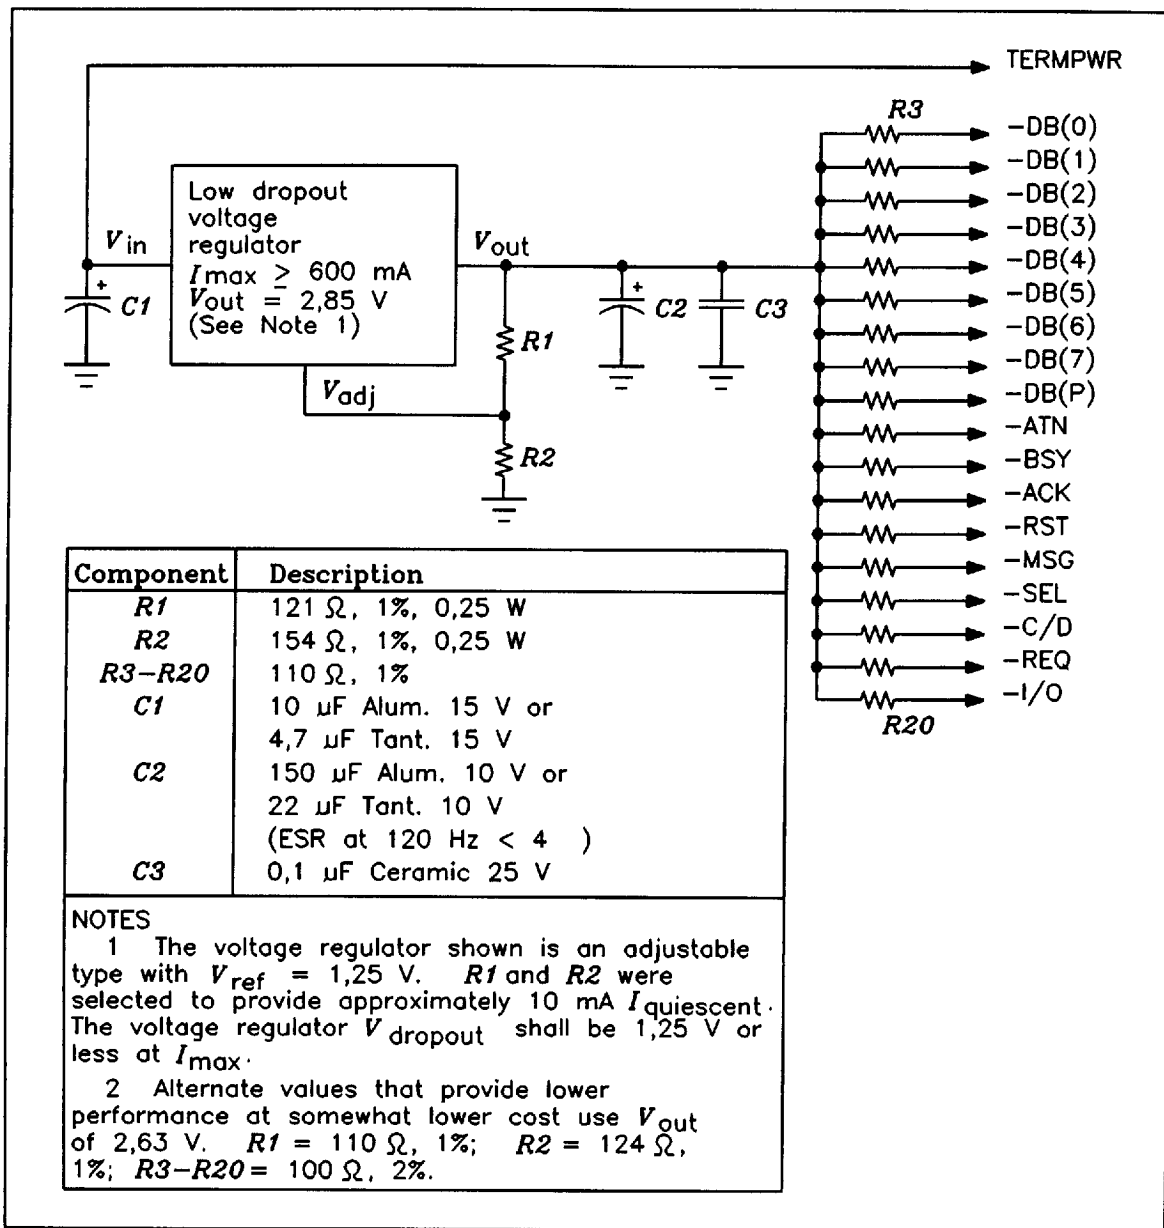 TERMPWR
R3
-DB(0)
-DB(1)
-DB(2)
-DB(3)
-DB(4)
-DB(5)
-DB(6)
-DB(7)
-DB(P)
-ATN
-BSY
-ACK
-RST
-MSG
-SEL
-C/D
-REQ
-I/O
R20
Vin
Low dropout
voltage
regulator
Imax ≥ 600 mA
Vout = 2,85 V
(See Note 1)
Vout
+
C1
+
C2
C3
R1
Vadj
R2
Component Description
R1 121 Ω, 1%, 0,25 W
R2 154 Ω, 1%, 0,25 W
R3-R20 110 Ω, 1%
C1 10 µF Alum. 15 V or
4,7 µF Tant. 15 V
C2 150 µF Alum. 10 V or
22 µF Tant. 10 V
(ESR at 120 Hz < 4 )
C3 0,1 µF Ceramic 25 V
NOTES
1 The voltage regulator shown is an adjustable
type with Vref = 1,25 V. R1 and R2 were
selected to provide approximately 10 mA Iquiescent.
The voltage regulator Vdropout shall be 1,25 V or
less at Imax.
2 Alternate values that provide lower
performance at somewhat lower cost use Vout
of 2,63 V. R1 = 110 Ω, 1%; R2 = 124 Ω,
1%; R3-R20 = 100 Ω, 2%.